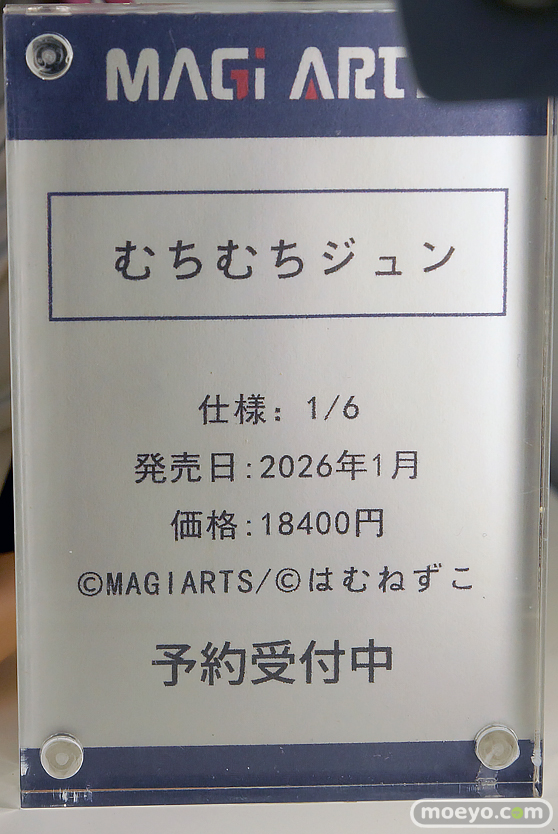 MAGi ART
むちむちジュン
仕様: 1/6
発売日:2026年1月
価格:18400円
©MAGIARTS/©はむねずこ
予約受付中
moeyo.com